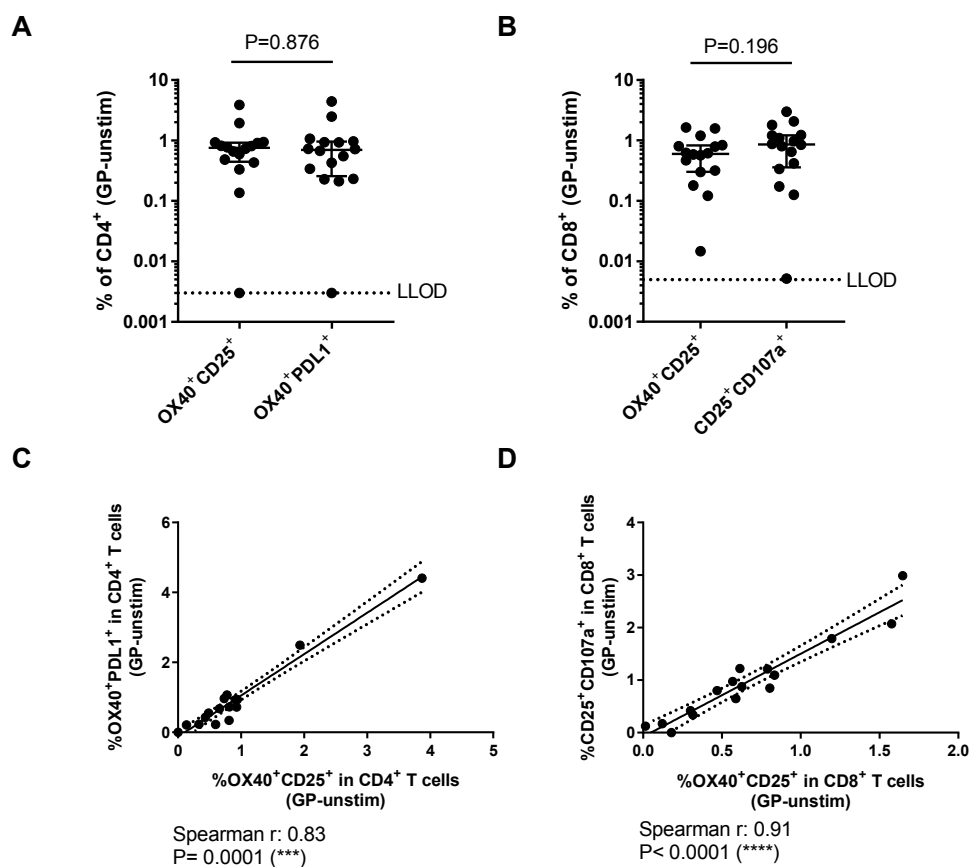 A
P=0.876
% of CD4⁺ (GP-unstim)
10
1
0.1
0.01
0.001
LLOD
OX40⁺CD25⁺
OX40⁺PDL1⁺
B
P=0.196
% of CD8⁺ (GP-unstim)
10
1
0.1
0.01
0.001
LLOD
OX40⁺CD25⁺
CD25⁺CD107a⁺
C
%OX40⁺PDL1⁺ in CD4⁺ T cells
(GP-unstim)
6
4
2
0
0
1
2
3
4
5
%OX40⁺CD25⁺ in CD4⁺ T cells
(GP-unstim)
Spearman r: 0.83
P= 0.0001 (***)
D
%CD25⁺CD107a⁺ in CD8⁺ T cells
(GP-unstim)
4
3
2
1
0
0.0
0.5
1.0
1.5
2.0
%OX40⁺CD25⁺ in CD8⁺ T cells
(GP-unstim)
Spearman r: 0.91
P< 0.0001 (****)